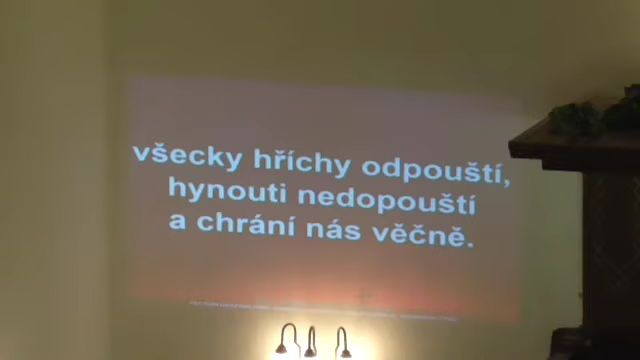 všecky hříchy odpouští,
hynouti nedopouští
a chrání nás věčně.